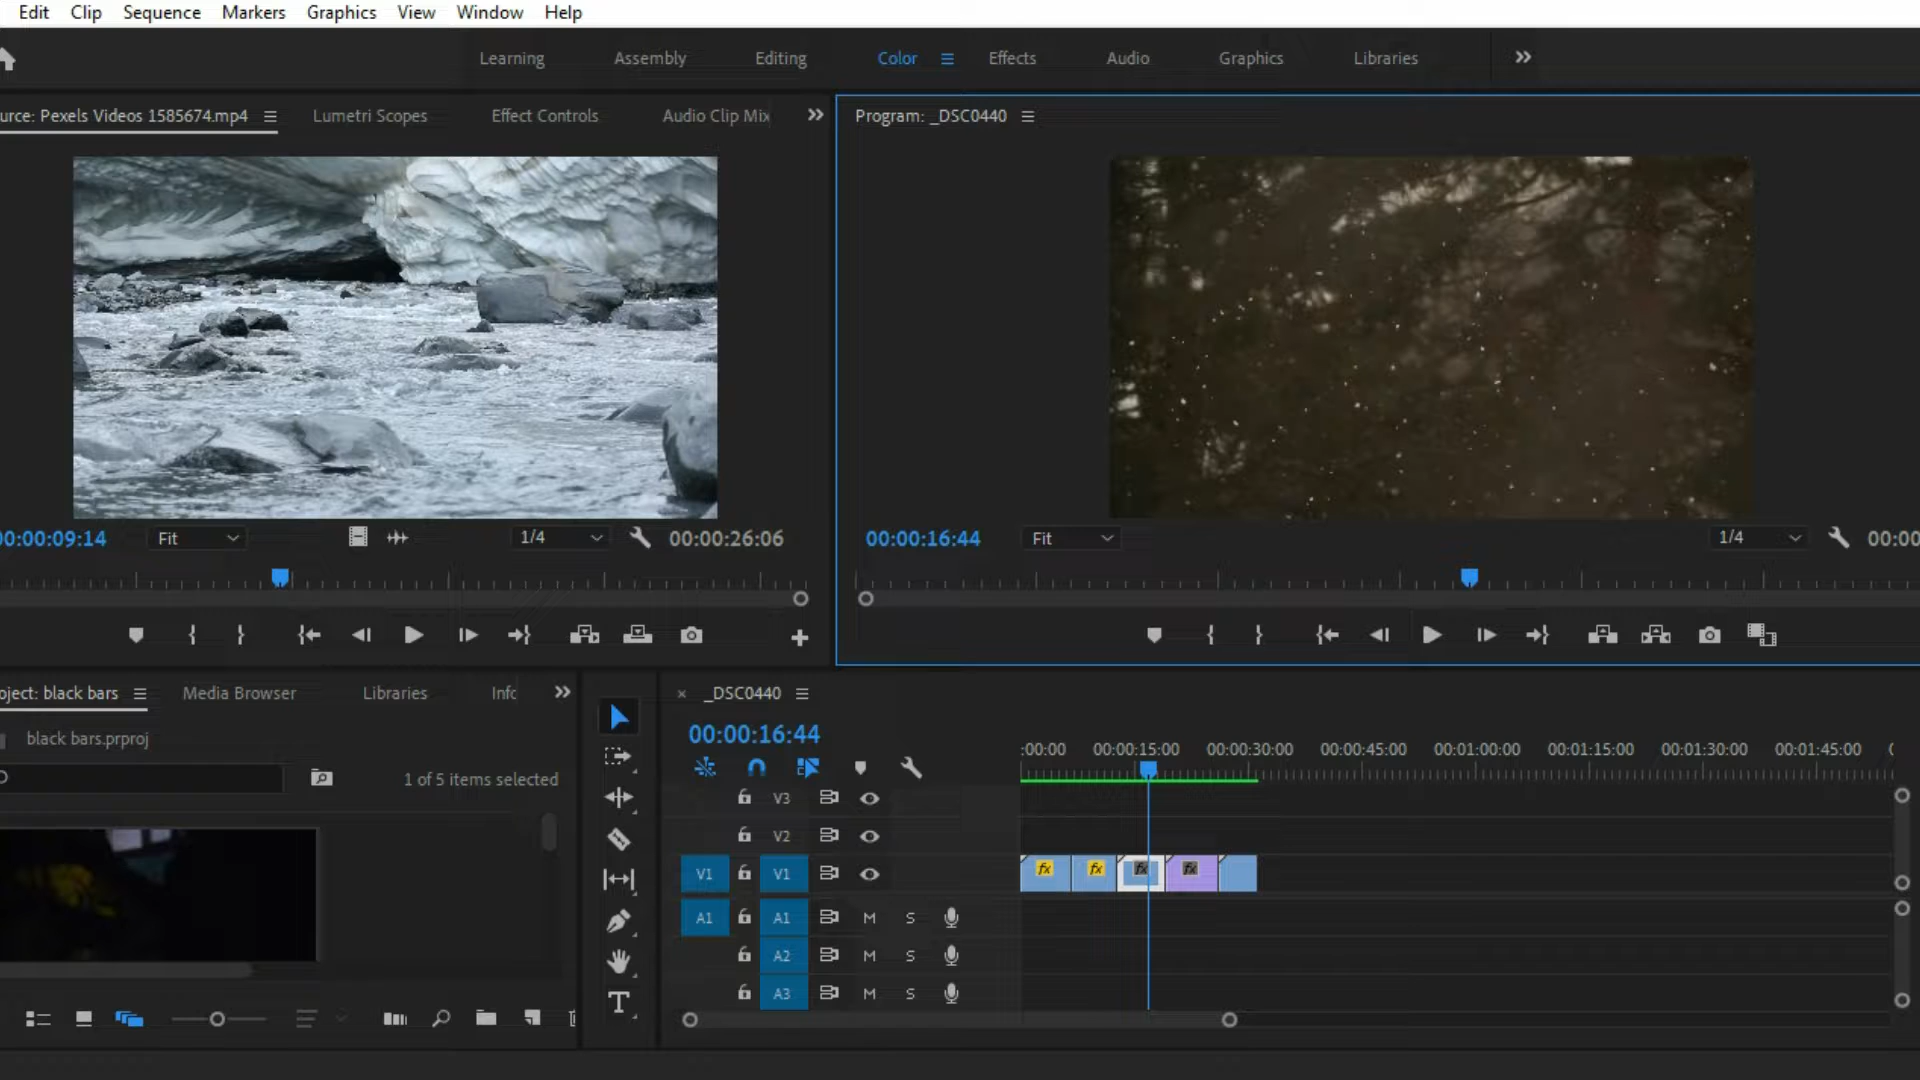 Edit Clip Sequence Markers Graphics View Window Help
Learning Assembly Editing Color Effects Audio Graphics Libraries
urce: Pexels Videos 1585674.mp4 Lumetri Scopes Effect Controls Audio Clip Mix
Program: _DSC0440
0:00:09:14 Fit 1/4 00:00:26:06
00:00:16:44 Fit 1/4 00:00
oject: black bars Media Browser Libraries Info
_DSC0440
black bars.prproj
00:00:16:44
1 of 5 items selected
:00:00 00:00:15:00 00:00:30:00 00:00:45:00 00:01:00:00 00:01:15:00 00:01:30:00 00:01:45:00
V3
V2
V1 V1 fx fx fx fx
A1 A1 M S
A2 M S
A3 M S
T